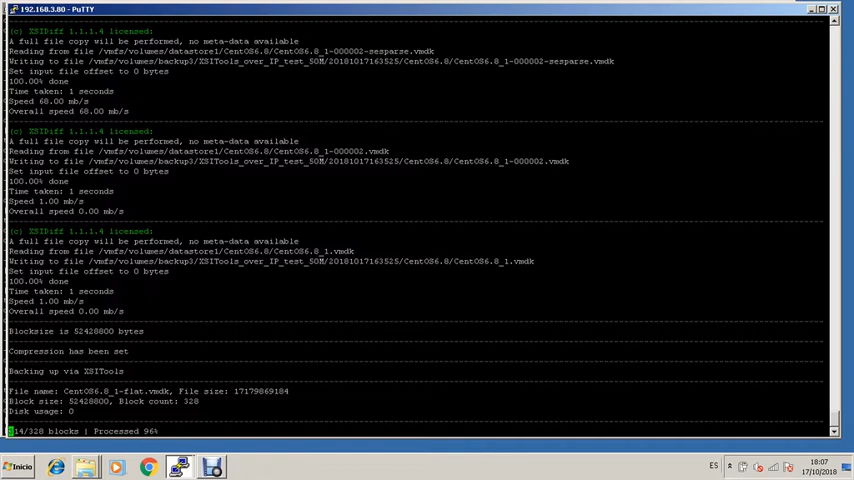 192.168.3.80 - PuTTY
(c) XSIDiff 1.1.1.4 licensed:
A full file copy will be performed, no meta-data available
Reading from file /vmfs/volumes/datastore1/CentOS6.8/CentOS6.8_1-000002-sesparse.vmdk
Writing to file /vmfs/volumes/backup3/XSITools_over_IP_test_50M/20181017163525/CentOS6.8/CentOS6.8_1-000002-sesparse.vmdk
Set input file offset to 0 bytes
100.00% done
Time taken: 1 seconds
Speed 68.00 mb/s
Overall speed 68.00 mb/s
(c) XSIDiff 1.1.1.4 licensed:
A full file copy will be performed, no meta-data available
Reading from file /vmfs/volumes/datastore1/CentOS6.8/CentOS6.8_1-000002.vmdk
Writing to file /vmfs/volumes/backup3/XSITools_over_IP_test_50M/20181017163525/CentOS6.8/CentOS6.8_1-000002.vmdk
Set input file offset to 0 bytes
100.00% done
Time taken: 1 seconds
Speed 1.00 mb/s
Overall speed 0.00 mb/s
(c) XSIDiff 1.1.1.4 licensed:
A full file copy will be performed, no meta-data available
Reading from file /vmfs/volumes/datastore1/CentOS6.8/CentOS6.8_1.vmdk
Writing to file /vmfs/volumes/backup3/XSITools_over_IP_test_50M/20181017163525/CentOS6.8/CentOS6.8_1.vmdk
Set input file offset to 0 bytes
100.00% done
Time taken: 1 seconds
Speed 1.00 mb/s
Overall speed 0.00 mb/s
Blocksize is 52428800 bytes
Compression has been set
Backing up via XSITools
File name: CentOS6.8_1-flat.vmdk, File size: 17179869184
Block size: 52428800, Block count: 328
Disk usage: 0
314/328 blocks | Processed 96%
Inicio
ES
18:07
17/10/2018